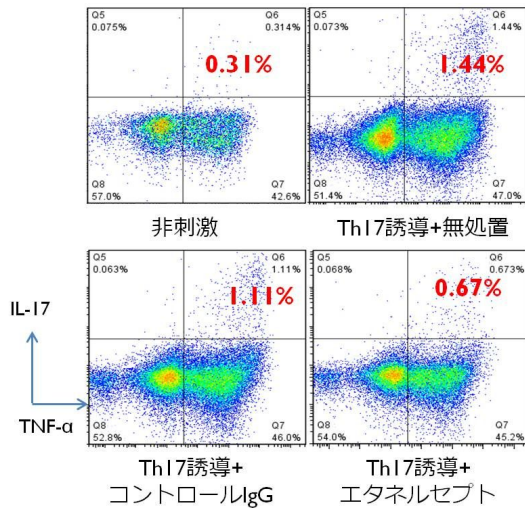 Q5
0.075%
Q6
0.314%
0.31%
Q8
57.0%
Q7
42.6%
非刺激
Q5
0.073%
Q6
1.44%
1.44%
Q8
51.4%
Q7
47.0%
Th17誘導+無処置
Q5
0.063%
Q6
1.11%
1.11%
Q8
52.8%
Q7
46.0%
Th17誘導+
コントロールIgG
Q5
0.068%
Q6
0.673%
0.67%
Q8
54.0%
Q7
45.2%
Th17誘導+
エタネルセプト
IL-17
TNF-α